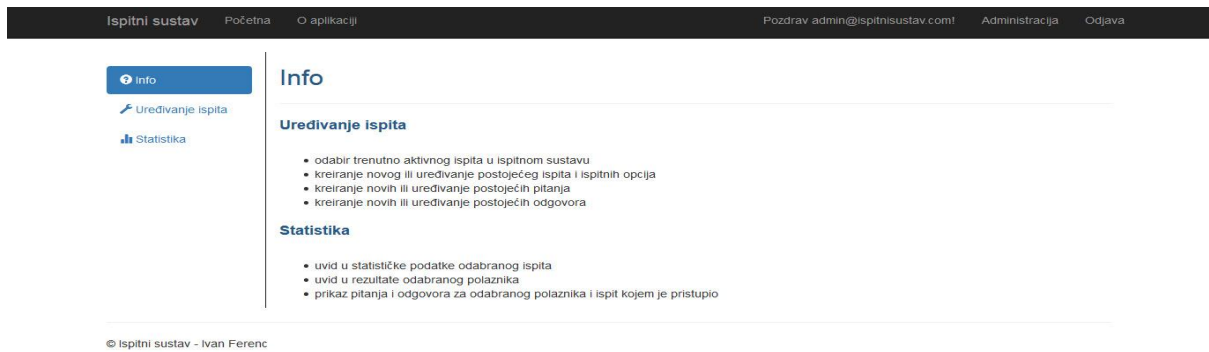 Ispitni sustav Početna O aplikaciji Pozdrav admin@ispitnisustav.com! Administracija Odjava
Info
Uređivanje ispita
Statistika
Info
Uređivanje ispita
odabir trenutno aktivnog ispita u ispitnom sustavu
kreiranje novog ili uređivanje postojećeg ispita i ispitnih opcija
kreiranje novih ili uređivanje postojećih pitanja
kreiranje novih ili uređivanje postojećih odgovora
Statistika
uvid u statističke podatke odabranog ispita
uvid u rezultate odabranog polaznika
prikaz pitanja i odgovora za odabranog polaznika i ispit kojem je pristupio
© Ispitni sustav - Ivan Ferenc